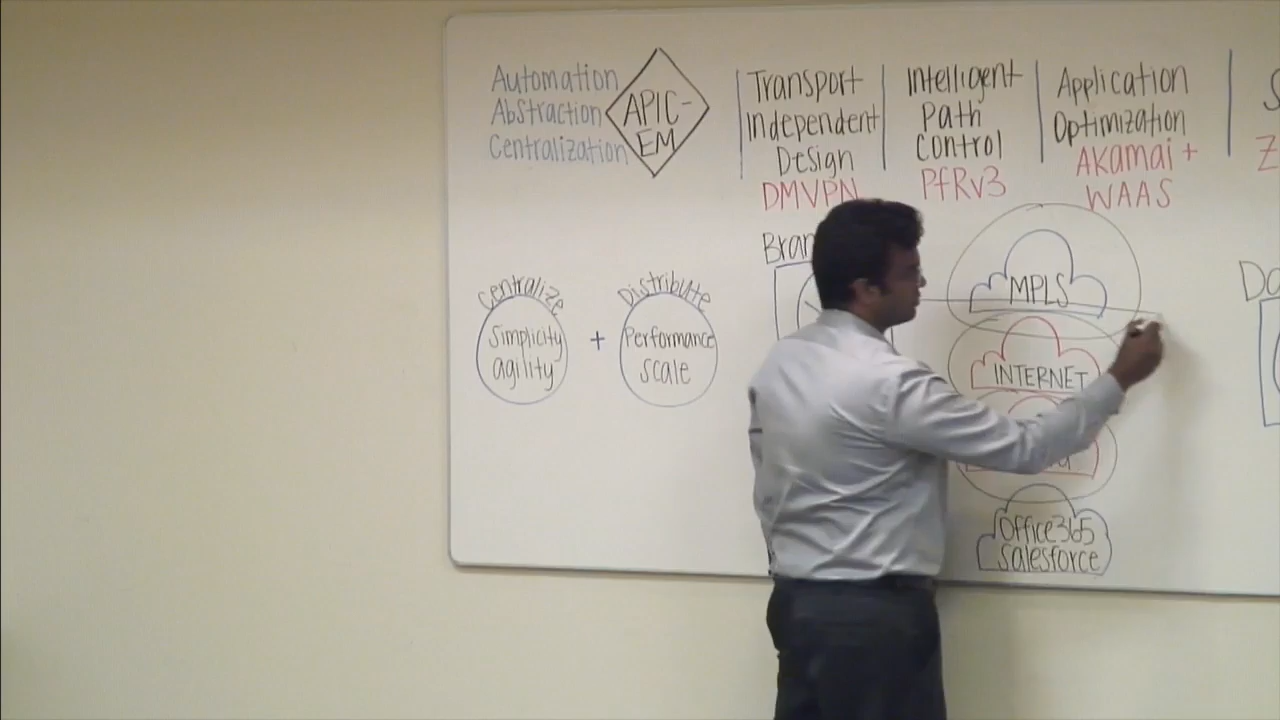 Automation
Abstraction
Centralization
APIC-
EM
Transport
Independent
Design
DMVPN
Intelligent
Path
Control
PfRv3
Application
Optimization
Akamai +
WAAS
Centralize
Simplicity
agility
+
Distribute
Performance
scale
MPLS
INTERNET
Office365
Salesforce